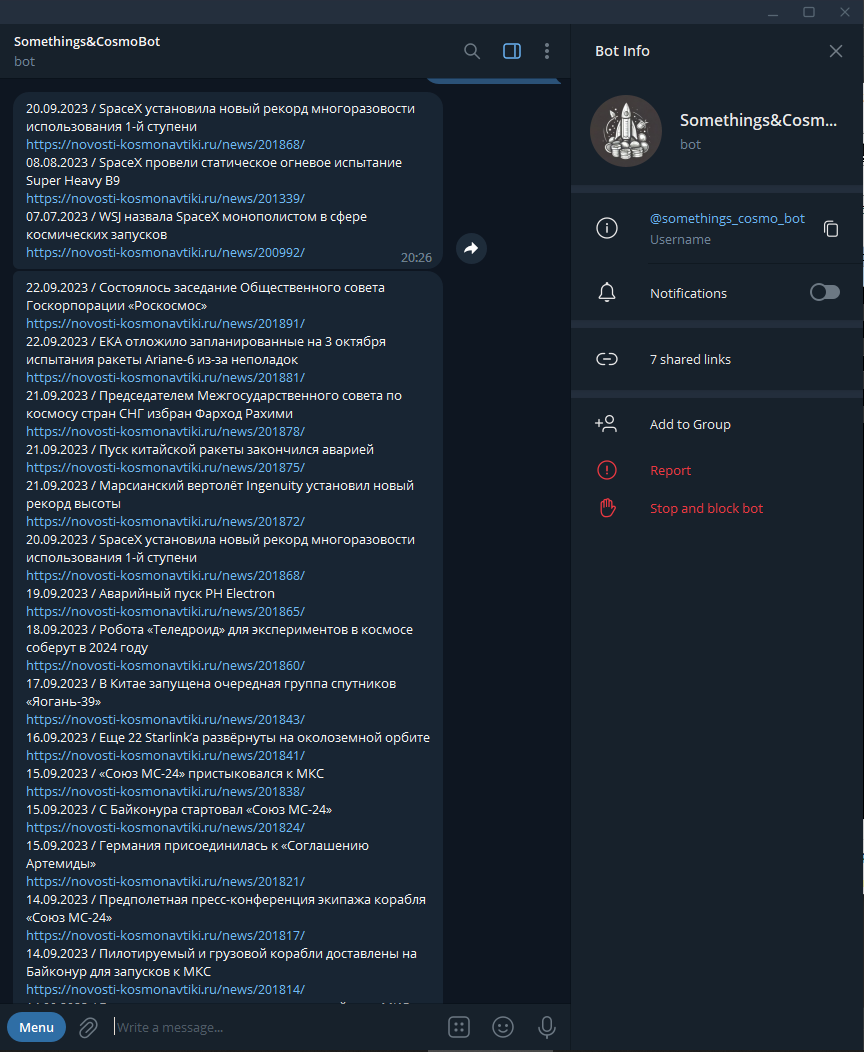 Somethings&CosmoBot
bot
20.09.2023 / SpaceX установила новый рекорд многоразовости
использования 1-й ступени
https://novosti-kosmonavtiki.ru/news/201868/
08.08.2023 / SpaceX провели статическое огневое испытание
Super Heavy B9
https://novosti-kosmonavtiki.ru/news/201339/
07.07.2023 / WSJ назвала SpaceX монополистом в сфере
космических запусков
https://novosti-kosmonavtiki.ru/news/200992/
20:26
22.09.2023 / Состоялось заседание Общественного совета
Госкорпорации «Роскосмос»
https://novosti-kosmonavtiki.ru/news/201891/
22.09.2023 / ЕКА отложило запланированные на 3 октября
испытания ракеты Ariane-6 из-за неполадок
https://novosti-kosmonavtiki.ru/news/201881/
21.09.2023 / Председателем Межгосударственного совета по
космосу стран СНГ избран Фарход Рахими
https://novosti-kosmonavtiki.ru/news/201878/
21.09.2023 / Пуск китайской ракеты закончился аварией
https://novosti-kosmonavtiki.ru/news/201875/
21.09.2023 / Марсианский вертолёт Ingenuity установил новый
рекорд высоты
https://novosti-kosmonavtiki.ru/news/201872/
20.09.2023 / SpaceX установила новый рекорд многоразовости
использования 1-й ступени
https://novosti-kosmonavtiki.ru/news/201868/
19.09.2023 / Аварийный пуск РН Electron
https://novosti-kosmonavtiki.ru/news/201865/
18.09.2023 / Робота «Теледроид» для экспериментов в космосе
соберут в 2024 году
https://novosti-kosmonavtiki.ru/news/201860/
17.09.2023 / В Китае запущена очередная группа спутников
«Яогань-39»
https://novosti-kosmonavtiki.ru/news/201843/
16.09.2023 / Еще 22 Starlink’а развёрнуты на околоземной орбите
https://novosti-kosmonavtiki.ru/news/201841/
15.09.2023 / «Союз МС-24» пристыковался к МКС
https://novosti-kosmonavtiki.ru/news/201838/
15.09.2023 / С Байконура стартовал «Союз МС-24»
https://novosti-kosmonavtiki.ru/news/201824/
15.09.2023 / Германия присоединилась к «Соглашению
Артемиды»
https://novosti-kosmonavtiki.ru/news/201821/
14.09.2023 / Предполетная пресс-конференция экипажа корабля
«Союз МС-24»
https://novosti-kosmonavtiki.ru/news/201817/
14.09.2023 / Пилотируемый и грузовой корабли доставлены на
Байконур для запусков к МКС
https://novosti-kosmonavtiki.ru/news/201814/
Menu
Write a message...
Bot Info
Somethings&Cosm...
bot
@somethings_cosmo_bot
Username
Notifications
7 shared links
Add to Group
Report
Stop and block bot